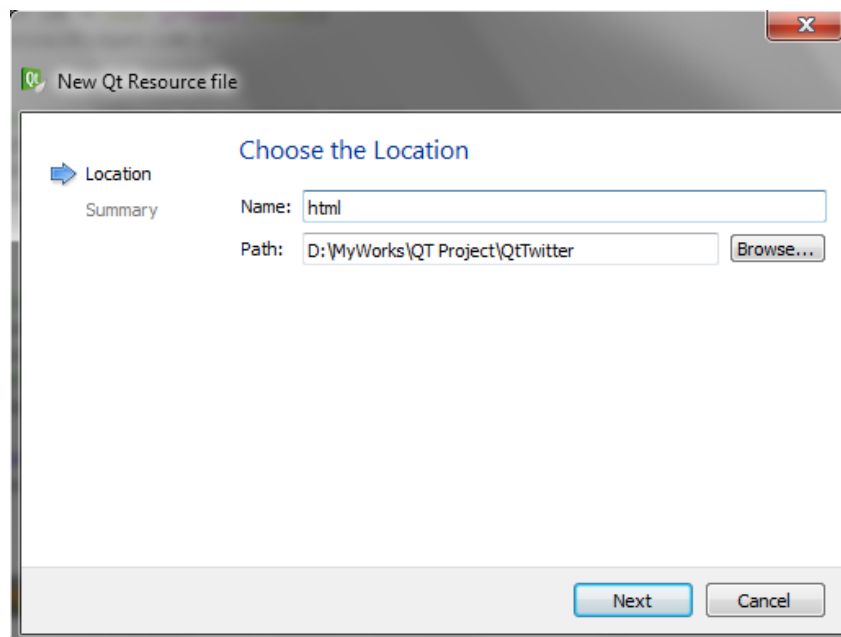 New Qt Resource file
Choose the Location
Location
Summary
Name: html
Path: D:\MyWorks\QT Project\QtTwitter Browse...
Next Cancel